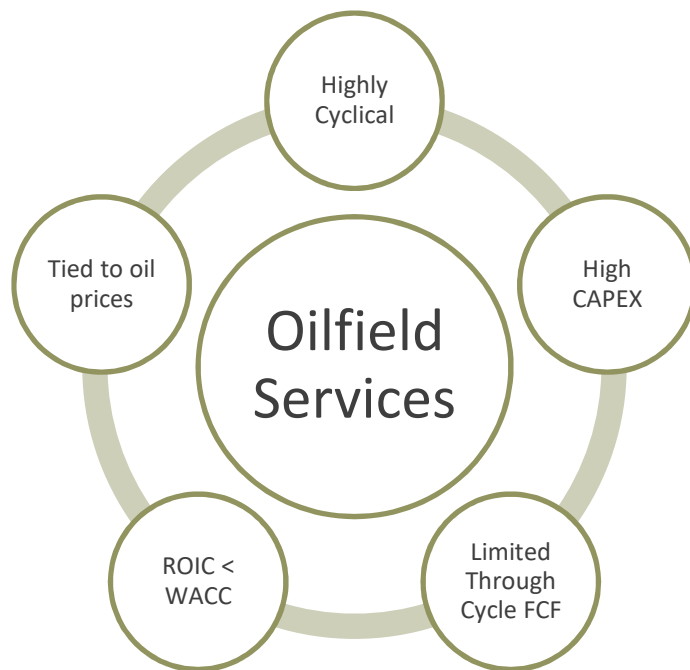 Highly
Cyclical
Tied to oil
prices
High
CAPEX
Oilfield
Services
ROIC <
WACC
Limited
Through
Cycle FCF